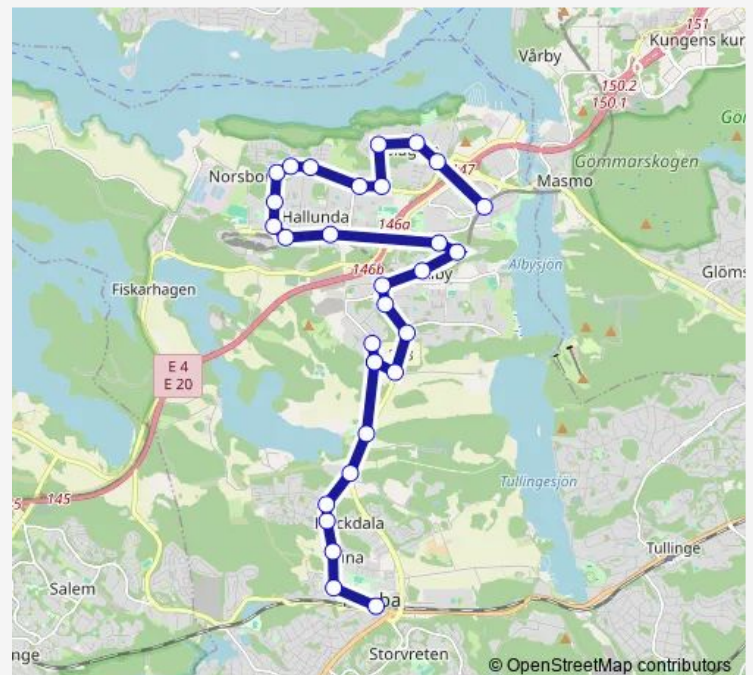 151
Kungens kur
Vårby
150.2
150.1
Gömmarskogen
147
Masmo
Norsbo
Hallunda
146a
146b
Albysjön
Glöms
Fiskarhagen
E 4
E 20
Tullingesjön
145
Tullinge
Salem
Storvreten
© OpenStreetMap contributors